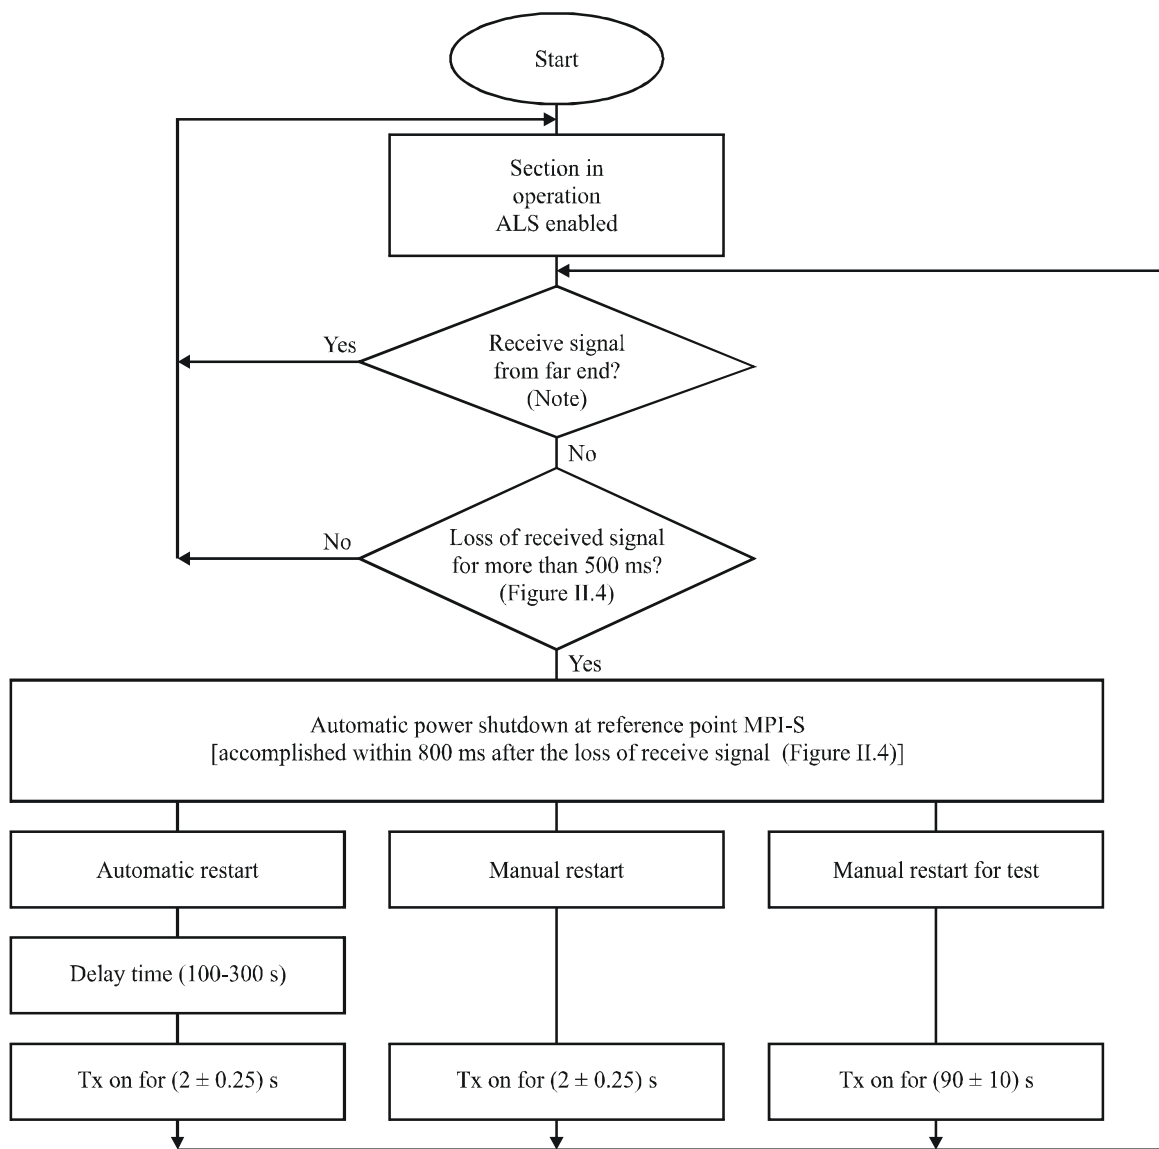 Start
Section in
operation
ALS enabled
Yes
Receive signal
from far end?
(Note)
No
No
Loss of received signal
for more than 500 ms?
(Figure II.4)
Yes
Automatic power shutdown at reference point MPI-S
[accomplished within 800 ms after the loss of receive signal (Figure II.4)]
Automatic restart
Manual restart
Manual restart for test
Delay time (100-300 s)
Tx on for (2 ± 0.25) s
Tx on for (2 ± 0.25) s
Tx on for (90 ± 10) s